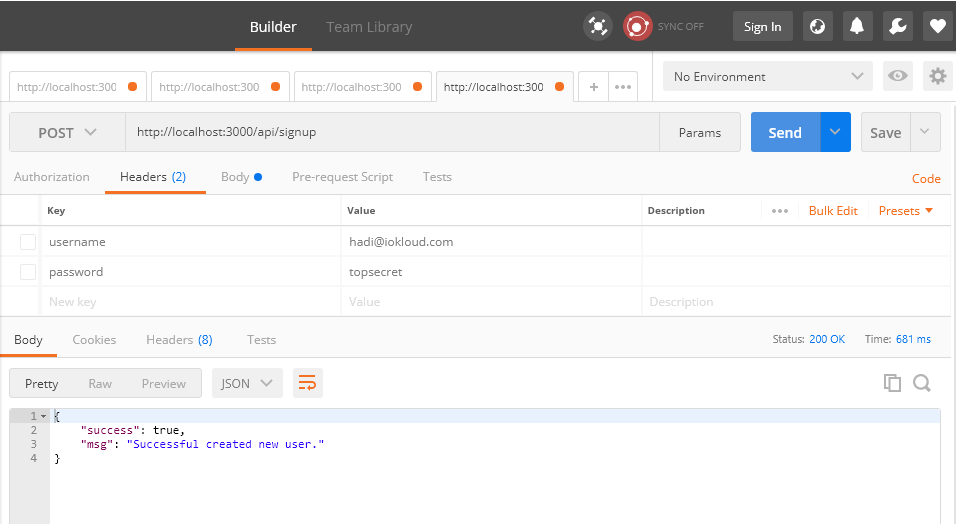 Builder Team Library SYNC OFF Sign In
http://localhost:300 http://localhost:300 http://localhost:300 http://localhost:300 + ••• No Environment
POST http://localhost:3000/api/signup Params Send Save
Authorization Headers (2) Body Pre-request Script Tests Code
Key Value Description ••• Bulk Edit Presets
username hadi@iokloud.com
password topsecret
New key Value Description
Body Cookies Headers (8) Tests Status: 200 OK Time: 681 ms
Pretty Raw Preview JSON
1 {
2 "success": true,
3 "msg": "Successful created new user."
4 }